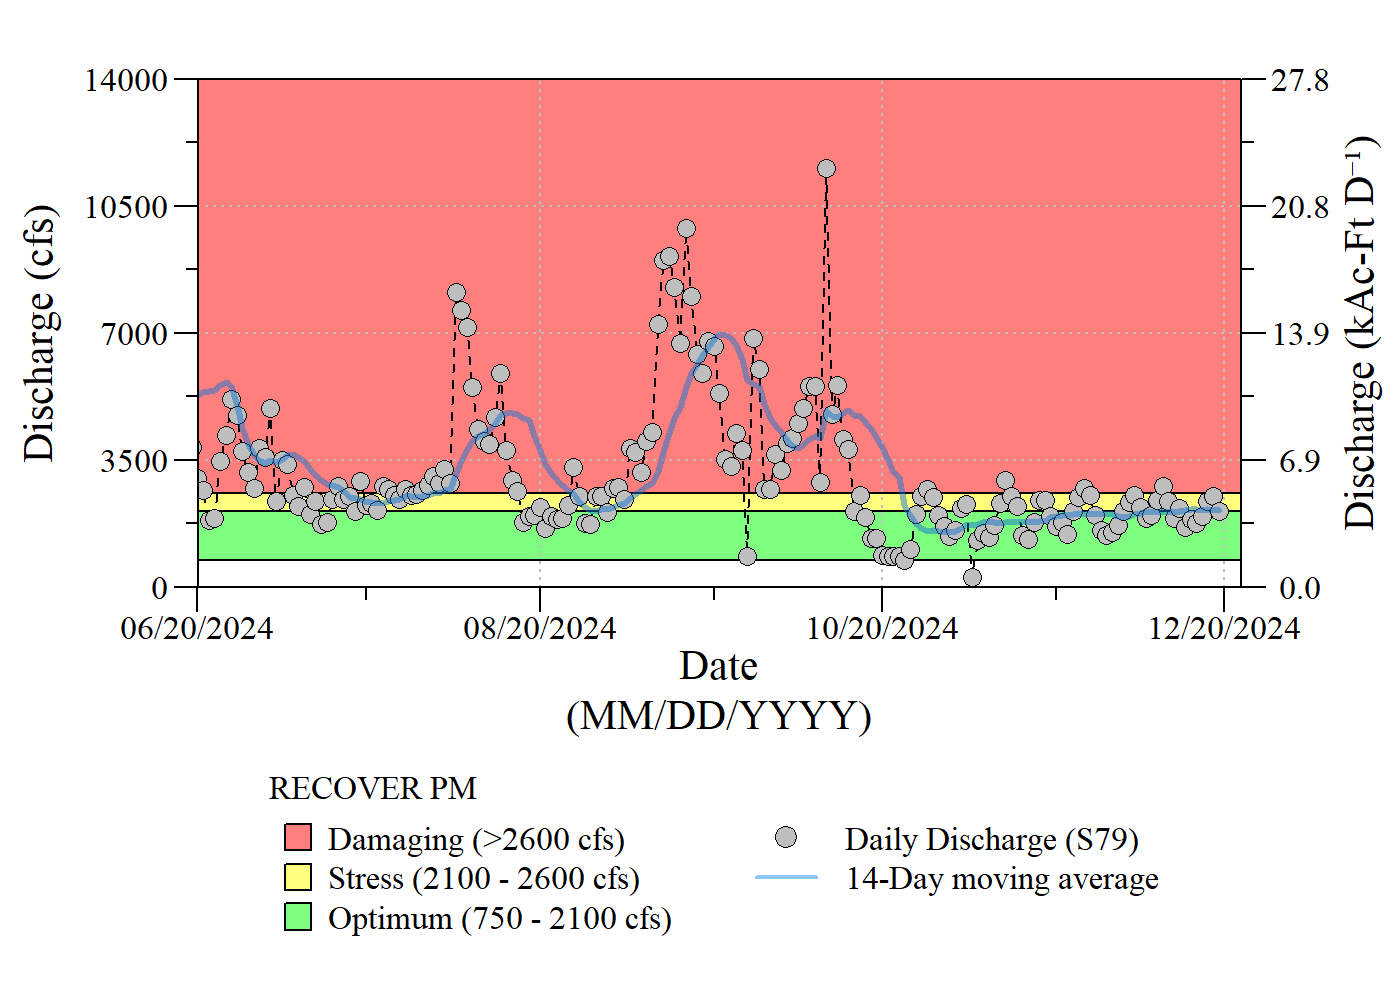 14000
10500
7000
3500
0
Discharge (cfs)
27.8
20.8
13.9
6.9
0.0
Discharge (kAc-Ft D⁻¹)
06/20/2024 08/20/2024 10/20/2024 12/20/2024
Date
(MM/DD/YYYY)
RECOVER PM
Damaging (>2600 cfs)
Stress (2100 - 2600 cfs)
Optimum (750 - 2100 cfs)
Daily Discharge (S79)
14-Day moving average